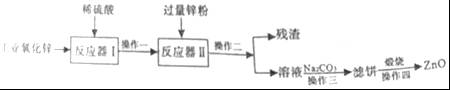 稀硫酸 过量锌粉
工业氧化锌 反应器Ⅰ 操作一 反应器Ⅱ 操作二 残渣
溶液 Na₂CO₃ 操作三 滤饼 煅烧 操作四 ZnO